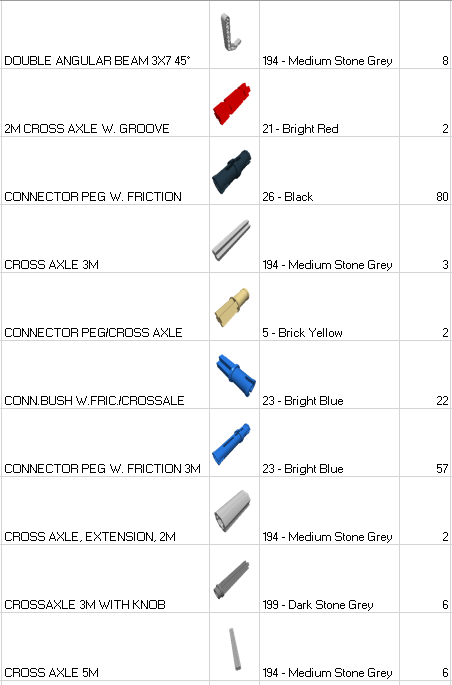 DOUBLE ANGULAR BEAM 3X7 45° 194 - Medium Stone Grey 8
2M CROSS AXLE W. GROOVE 21 - Bright Red 2
CONNECTOR PEG W. FRICTION 26 - Black 80
CROSS AXLE 3M 194 - Medium Stone Grey 3
CONNECTOR PEG/CROSS AXLE 5 - Brick Yellow 2
CONN.BUSH W.FRIC./CROSSALE 23 - Bright Blue 22
CONNECTOR PEG W. FRICTION 3M 23 - Bright Blue 57
CROSS AXLE, EXTENSION, 2M 194 - Medium Stone Grey 2
CROSSAXLE 3M WITH KNOB 199 - Dark Stone Grey 6
CROSS AXLE 5M 194 - Medium Stone Grey 6